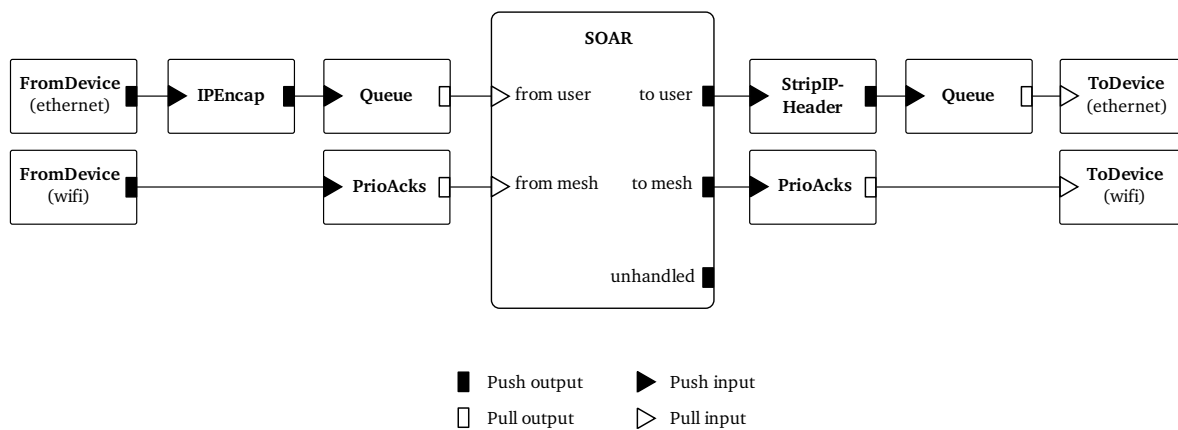 SOAR
FromDevice
(ethernet)
IPEncap
Queue
from user
to user
StripIP-
Header
Queue
ToDevice
(ethernet)
FromDevice
(wifi)
PrioAcks
from mesh
to mesh
PrioAcks
ToDevice
(wifi)
unhandled
Push output
Push input
Pull output
Pull input